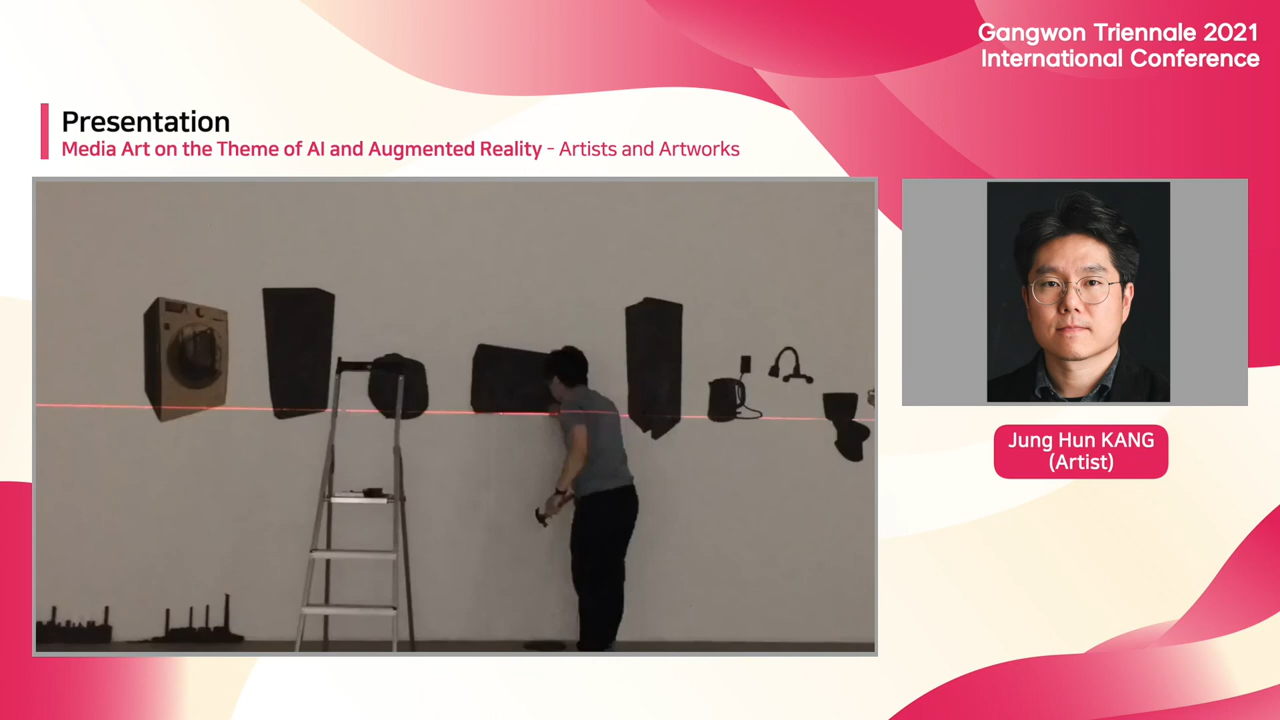 Gangwon Triennale 2021
International Conference
Presentation
Media Art on the Theme of AI and Augmented Reality - Artists and Artworks
Jung Hun KANG
(Artist)